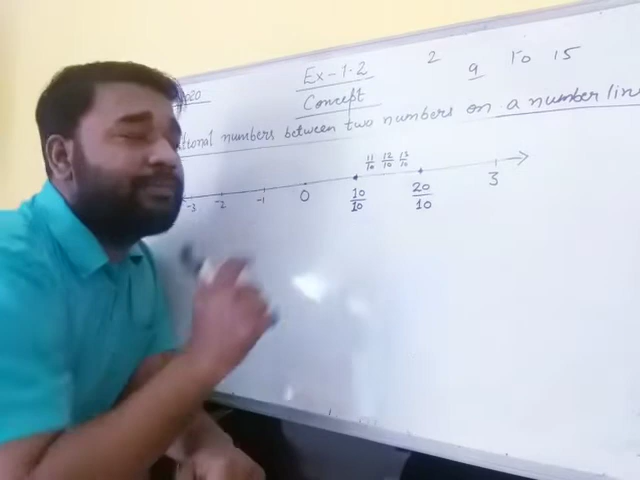 Ex-1.2
2 9 10 15
Concept
numbers between two numbers on a number line
11/10 12/10 13/10
-3 -2 -1 0 10/10 20/10 3